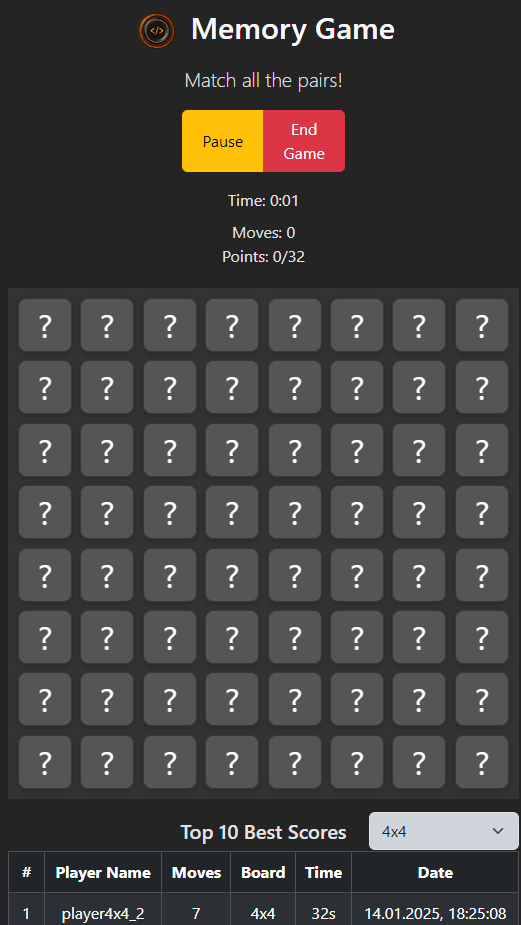 </> Memory Game
Match all the pairs!
Pause
End
Game
Time: 0:01
Moves: 0
Points: 0/32
? ? ? ? ? ? ? ?
? ? ? ? ? ? ? ?
? ? ? ? ? ? ? ?
? ? ? ? ? ? ? ?
? ? ? ? ? ? ? ?
? ? ? ? ? ? ? ?
? ? ? ? ? ? ? ?
? ? ? ? ? ? ? ?
Top 10 Best Scores 4x4
# Player Name Moves Board Time Date
1 player4x4_2 7 4x4 32s 14.01.2025, 18:25:08